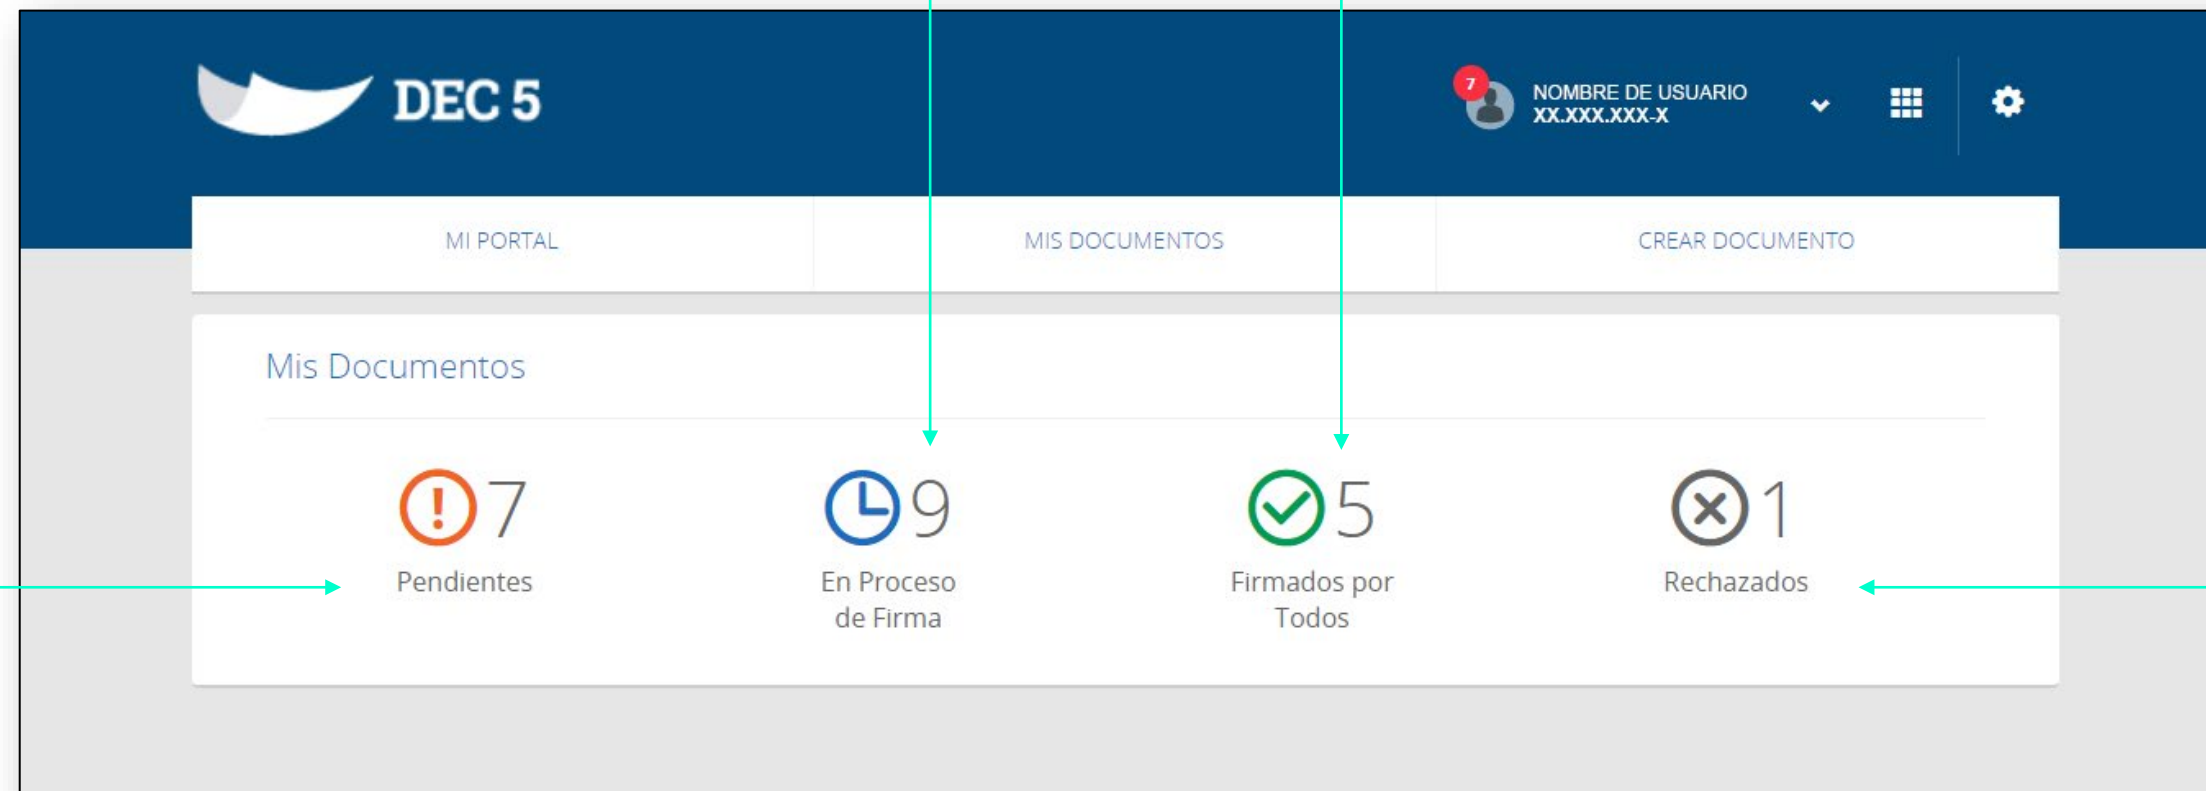 DEC 5
7
NOMBRE DE USUARIO
XX.XXX.XXX-X
MI PORTAL
MIS DOCUMENTOS
CREAR DOCUMENTO
Mis Documentos
7
9
5
1
Pendientes
En Proceso
de Firma
Firmados por
Todos
Rechazados